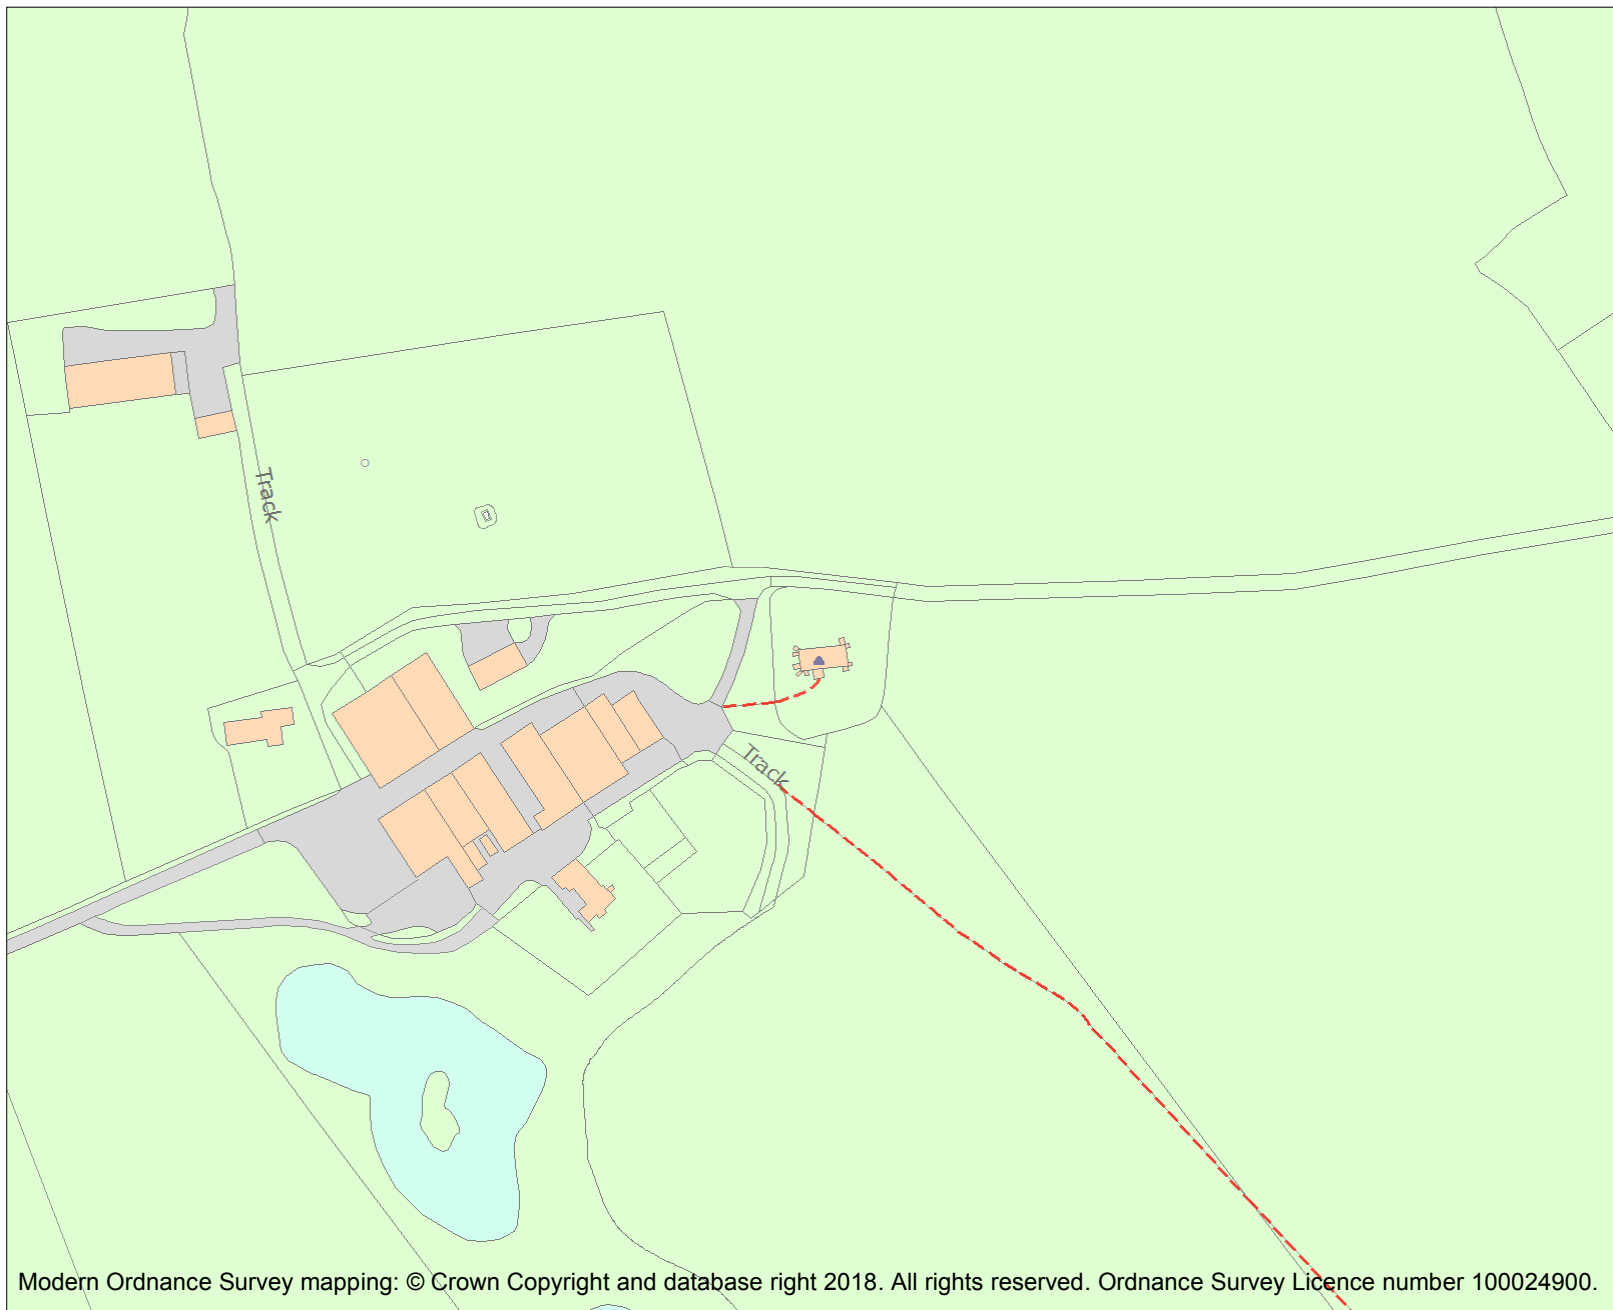 Track
Track
Modern Ordnance Survey mapping: © Crown Copyright and database right 2018. All rights reserved. Ordnance Survey Licence number 100024900.